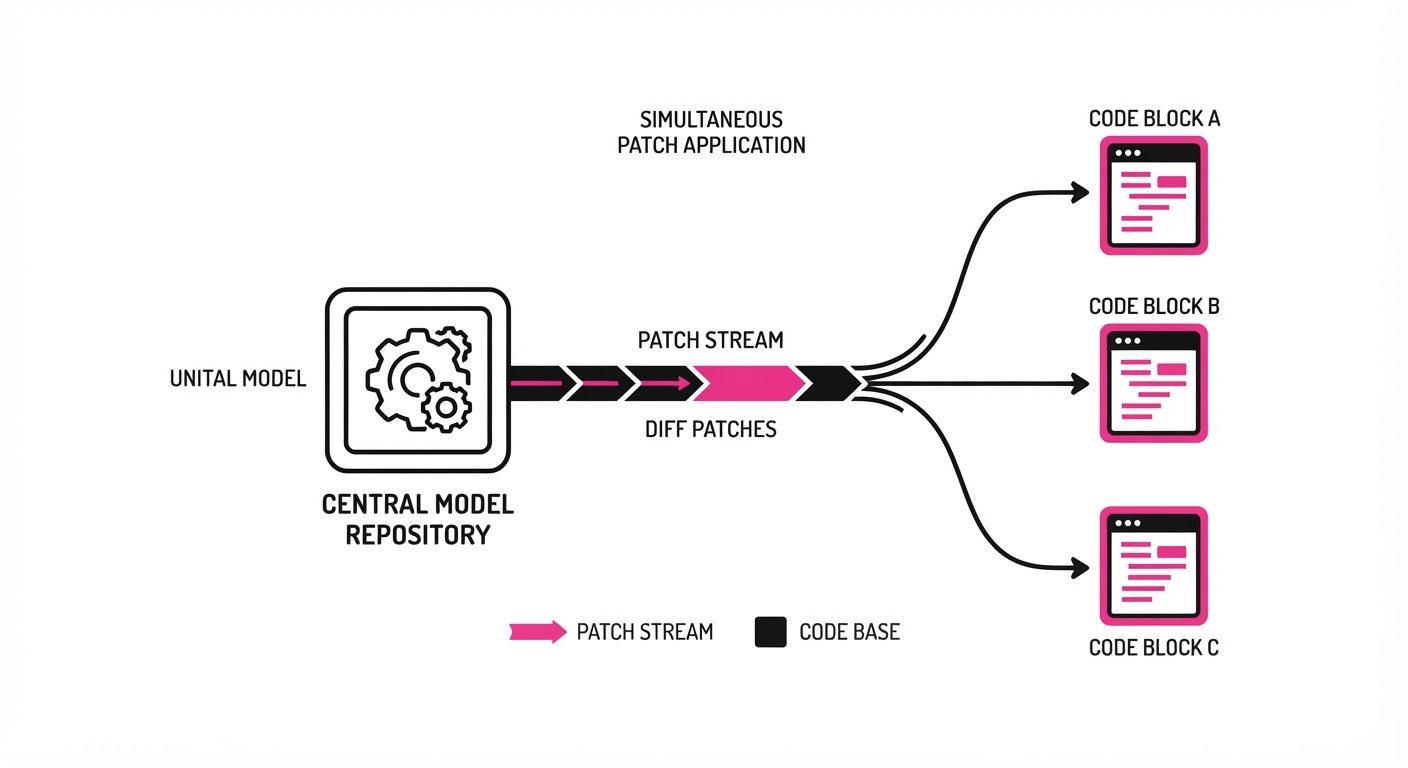 SIMULTANEOUS
PATCH APPLICATION
CODE BLOCK A
CODE BLOCK B
PATCH STREAM
UNITAL MODEL
DIFF PATCHES
CENTRAL MODEL
REPOSITORY
PATCH STREAM
CODE BASE
CODE BLOCK C